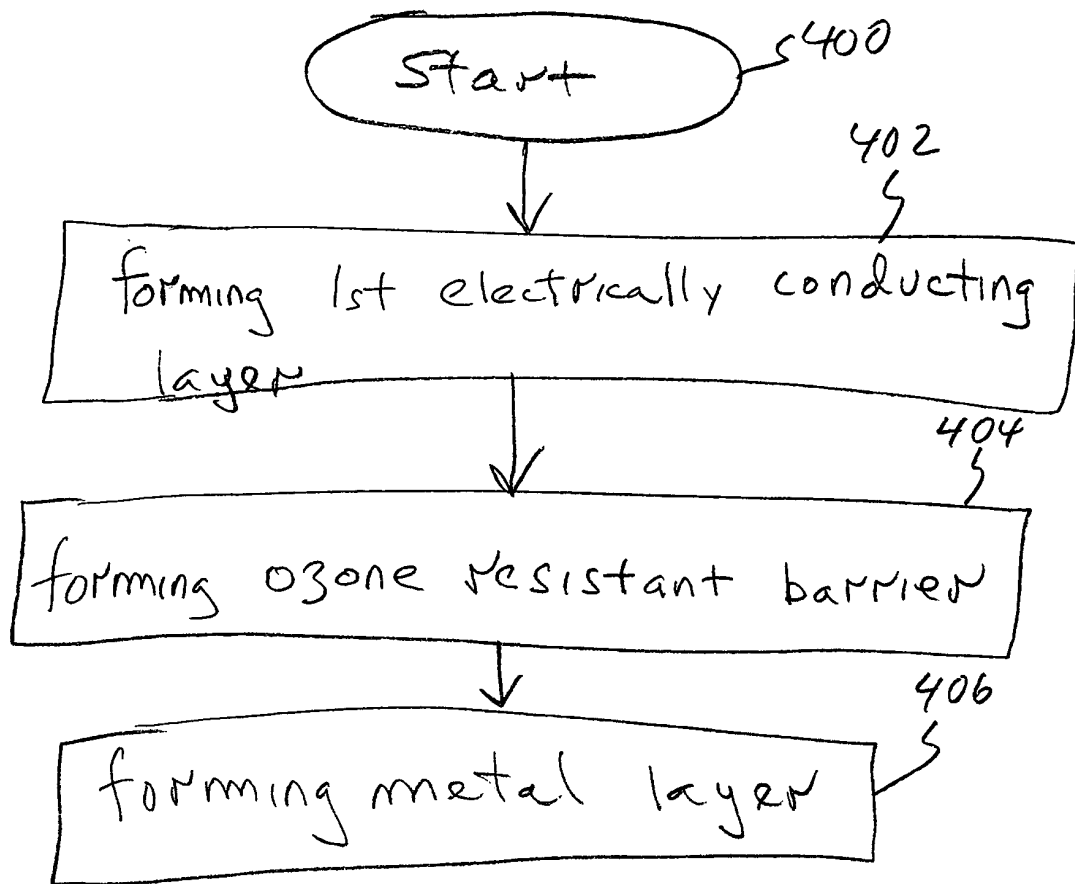 Start
400
402
forming 1st electrically conducting
layer
404
forming ozone resistant barrier
406
forming metal layer